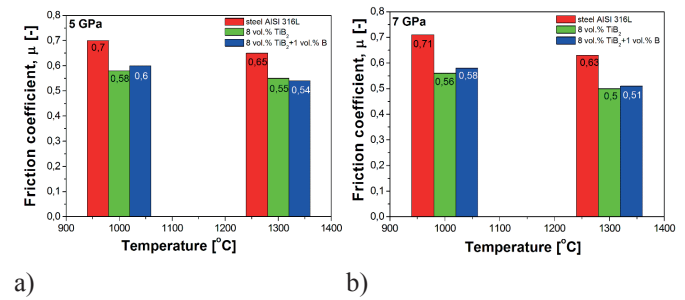 5 GPa
steel AISI 316L
8 vol.% TiB2
8 vol.% TiB2+1 vol.% B
Friction coefficient, μ [-]
0,8
0,7
0,6
0,5
0,4
0,3
0,2
0,1
0,0
0,7
0,58
0,6
0,65
0,55
0,54
900 1000 1100 1200 1300 1400
Temperature [°C]
a)
7 GPa
steel AISI 316L
8 vol.% TiB2
8 vol.% TiB2+1 vol.% B
Friction coefficient, μ [-]
0,8
0,7
0,6
0,5
0,4
0,3
0,2
0,1
0,0
0,71
0,56
0,58
0,63
0,5
0,51
900 1000 1100 1200 1300 1400
Temperature [°C]
b)